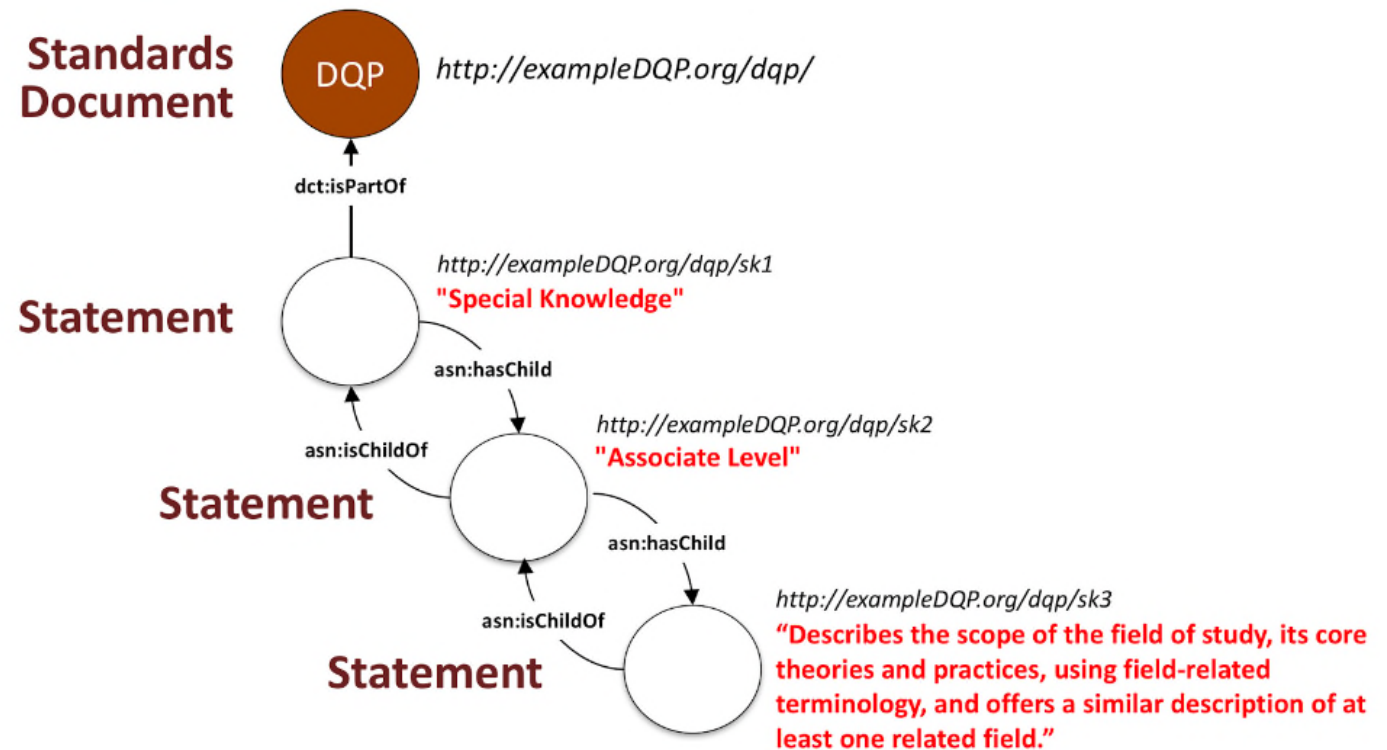 Standards
Document
DQP
http://exampleDQP.org/dqp/
dct:isPartOf
http://exampleDQP.org/dqp/sk1
"Special Knowledge"
Statement
asn:hasChild
asn:isChildOf
http://exampleDQP.org/dqp/sk2
"Associate Level"
Statement
asn:hasChild
asn:isChildOf
http://exampleDQP.org/dqp/sk3
“Describes the scope of the field of study, its core
theories and practices, using field-related
terminology, and offers a similar description of at
least one related field.”
Statement